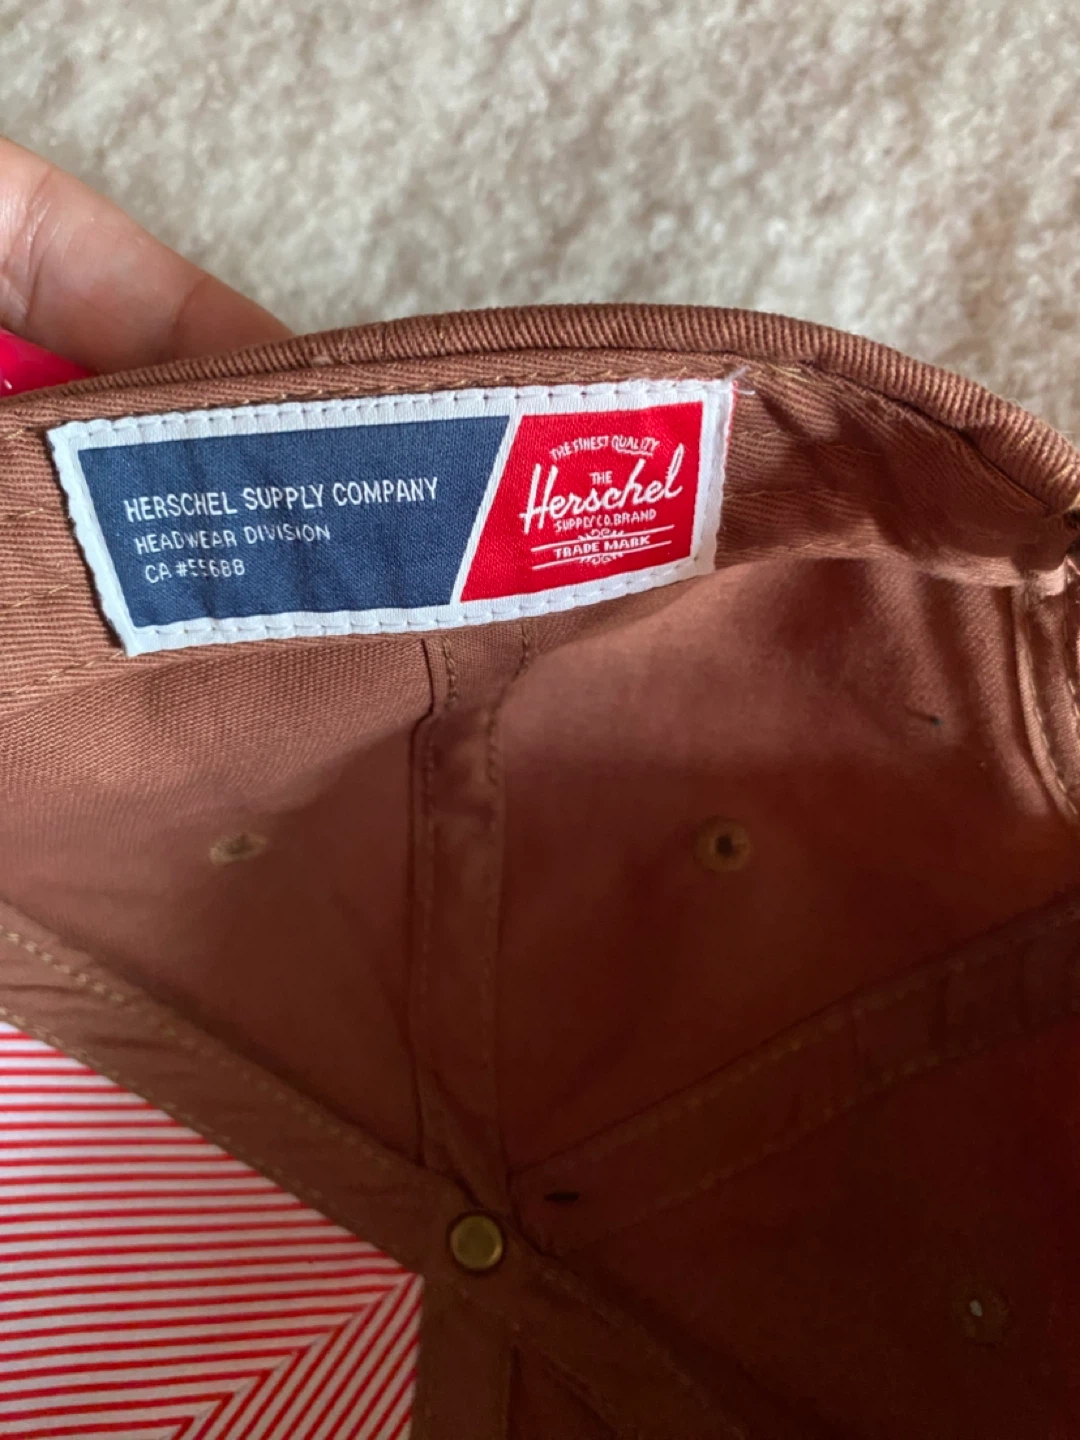 HERSCHEL SUPPLY COMPANY
HEADWEAR DIVISION
CA #55688
THE FINEST QUALITY
THE
Herschel
SUPPLY CO. BRAND
TRADE MARK